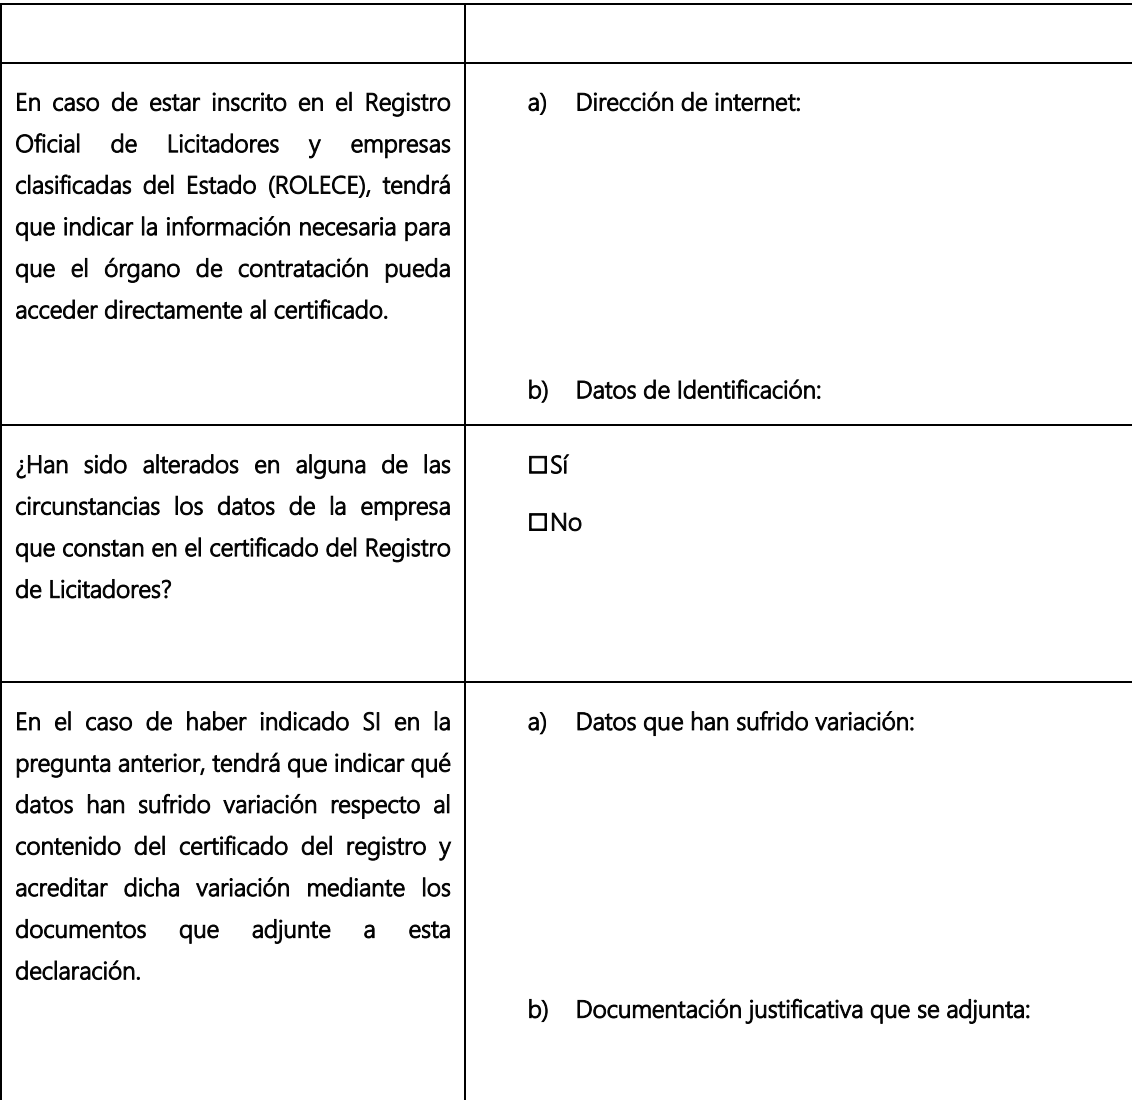 En caso de estar inscrito en el Registro
Oficial de Licitadores y empresas
clasificadas del Estado (ROLECE), tendrá
que indicar la información necesaria para
que el órgano de contratación pueda
acceder directamente al certificado.
a) Dirección de internet:
b) Datos de Identificación:
¿Han sido alterados en alguna de las
circunstancias los datos de la empresa
que constan en el certificado del Registro
de Licitadores?
☐Sí
☐No
En el caso de haber indicado SI en la
pregunta anterior, tendrá que indicar qué
datos han sufrido variación respecto al
contenido del certificado del registro y
acreditar dicha variación mediante los
documentos que adjunte a esta
declaración.
a) Datos que han sufrido variación:
b) Documentación justificativa que se adjunta: